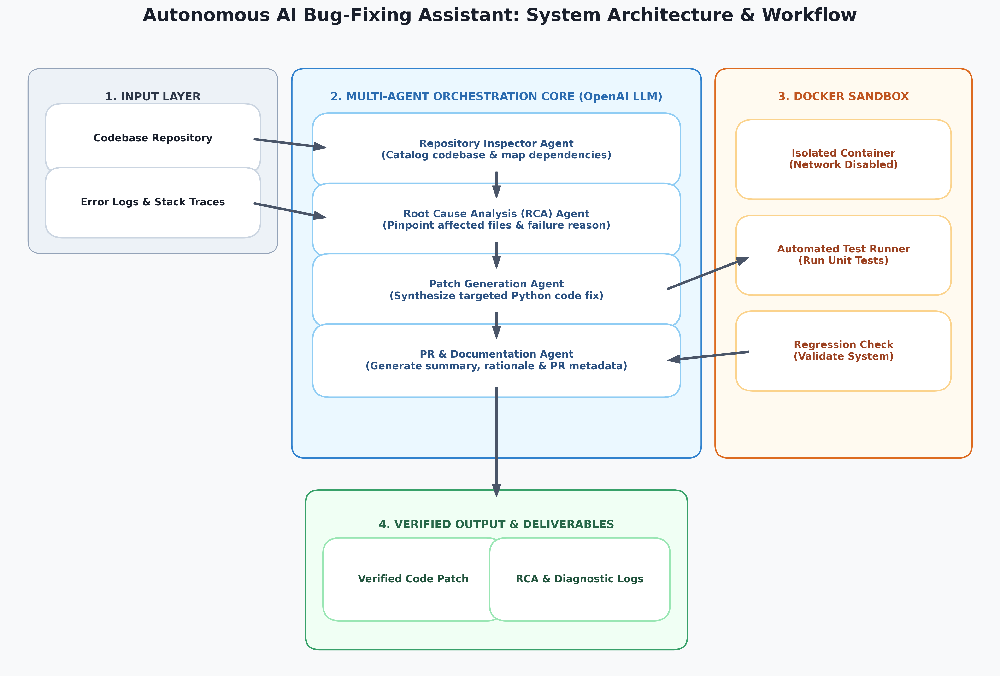 Autonomous AI Bug-Fixing Assistant: System Architecture & Workflow
1. INPUT LAYER
Codebase Repository
Error Logs & Stack Traces
2. MULTI-AGENT ORCHESTRATION CORE (OpenAI LLM)
Repository Inspector Agent
(Catalog codebase & map dependencies)
Root Cause Analysis (RCA) Agent
(Pinpoint affected files & failure reason)
Patch Generation Agent
(Synthesize targeted Python code fix)
PR & Documentation Agent
(Generate summary, rationale & PR metadata)
3. DOCKER SANDBOX
Isolated Container
(Network Disabled)
Automated Test Runner
(Run Unit Tests)
Regression Check
(Validate System)
4. VERIFIED OUTPUT & DELIVERABLES
Verified Code Patch
RCA & Diagnostic Logs